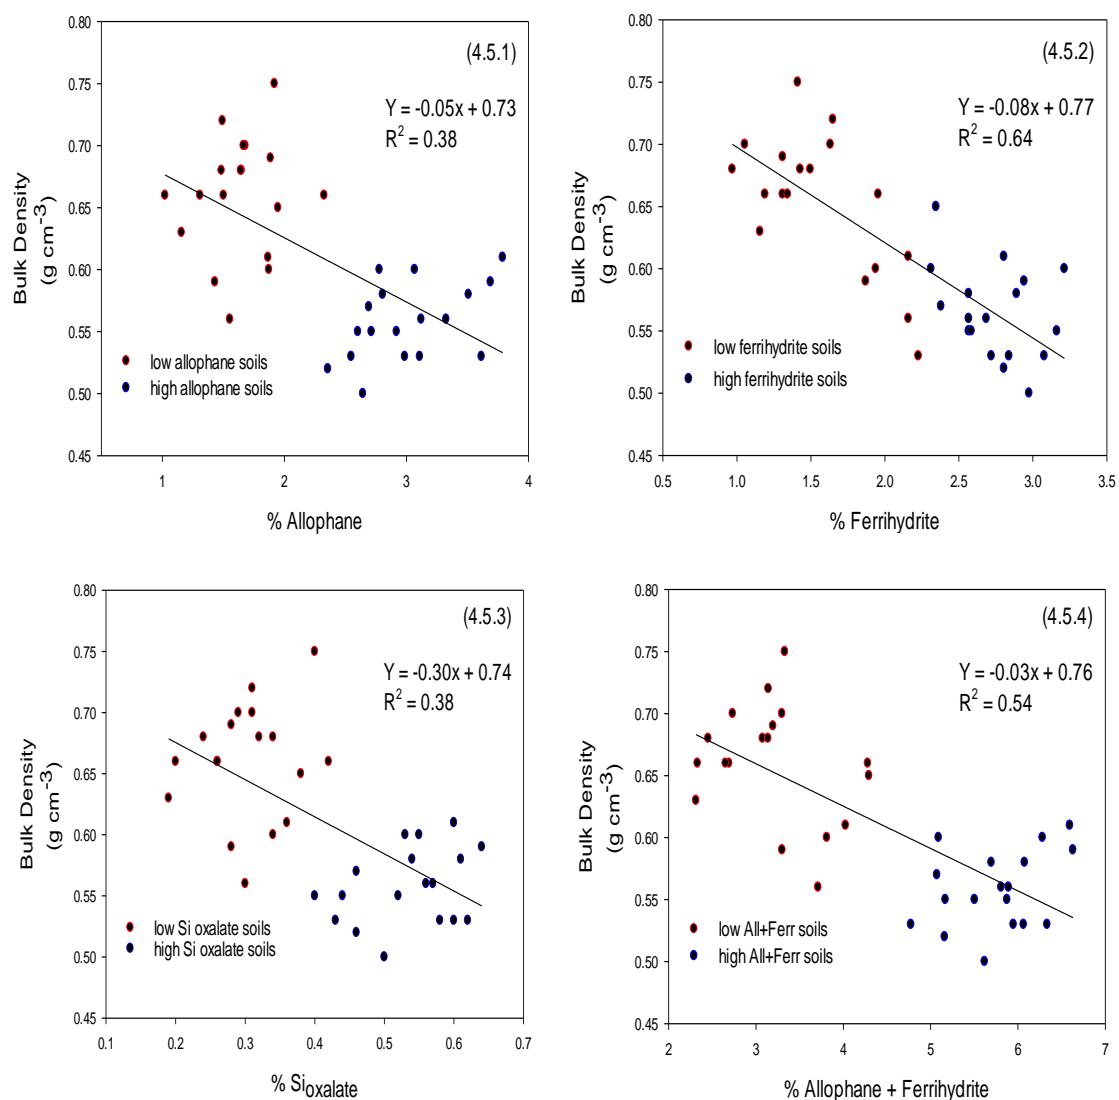 (4.5.1)
Y = -0.05x + 0.73
R² = 0.38
0.80
0.75
0.70
0.65
0.60
0.55
0.50
0.45
Bulk Density
(g cm⁻³)
low allophane soils
high allophane soils
1 2 3 4
% Allophane
(4.5.2)
Y = -0.08x + 0.77
R² = 0.64
0.80
0.75
0.70
0.65
0.60
0.55
0.50
0.45
Bulk Density
(g cm⁻³)
low ferrihydrite soils
high ferrihydrite soils
0.5 1.0 1.5 2.0 2.5 3.0 3.5
% Ferrihydrite
(4.5.3)
Y = -0.30x + 0.74
R² = 0.38
0.80
0.75
0.70
0.65
0.60
0.55
0.50
0.45
Bulk Density
(g cm⁻³)
low Si oxalate soils
high Si oxalate soils
0.1 0.2 0.3 0.4 0.5 0.6 0.7
% Sioxalate
(4.5.4)
Y = -0.03x + 0.76
R² = 0.54
0.80
0.75
0.70
0.65
0.60
0.55
0.50
0.45
Bulk Density
(g cm⁻³)
low All+Ferr soils
high All+Ferr soils
2 3 4 5 6 7
% Allophane + Ferrihydrite